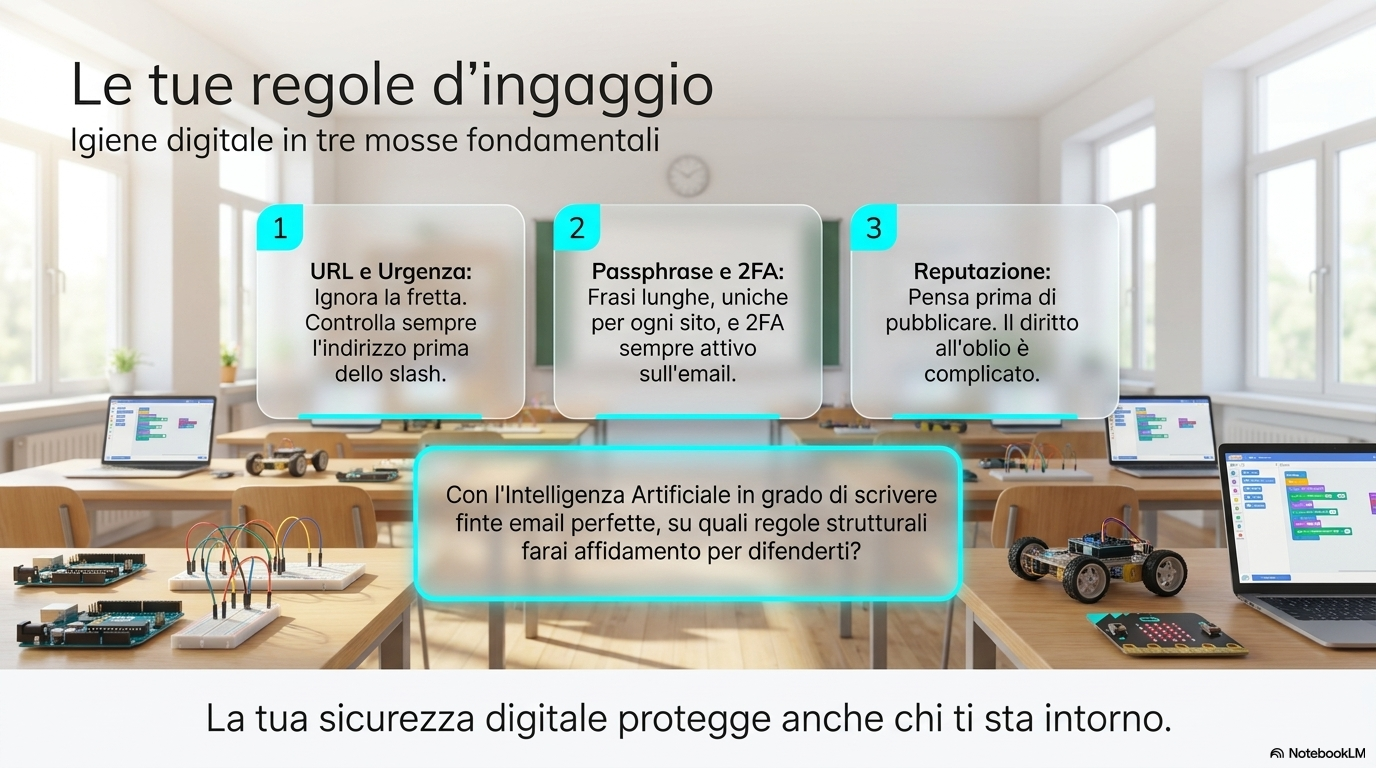 Le tue regole d’ingaggio
Igiene digitale in tre mosse fondamentali
1
URL e Urgenza:
Ignora la fretta.
Controlla sempre
l'indirizzo prima
dello slash.
2
Passphrase e 2FA:
Frasi lunghe, uniche
per ogni sito, e 2FA
sempre attivo
sull'email.
3
Reputazione:
Pensa prima di
pubblicare. Il diritto
all'oblio è
complicato.
Con l'Intelligenza Artificiale in grado di scrivere
finte email perfette, su quali regole strutturali
farai affidamento per difenderti?
La tua sicurezza digitale protegge anche chi ti sta intorno.
NotebookLM